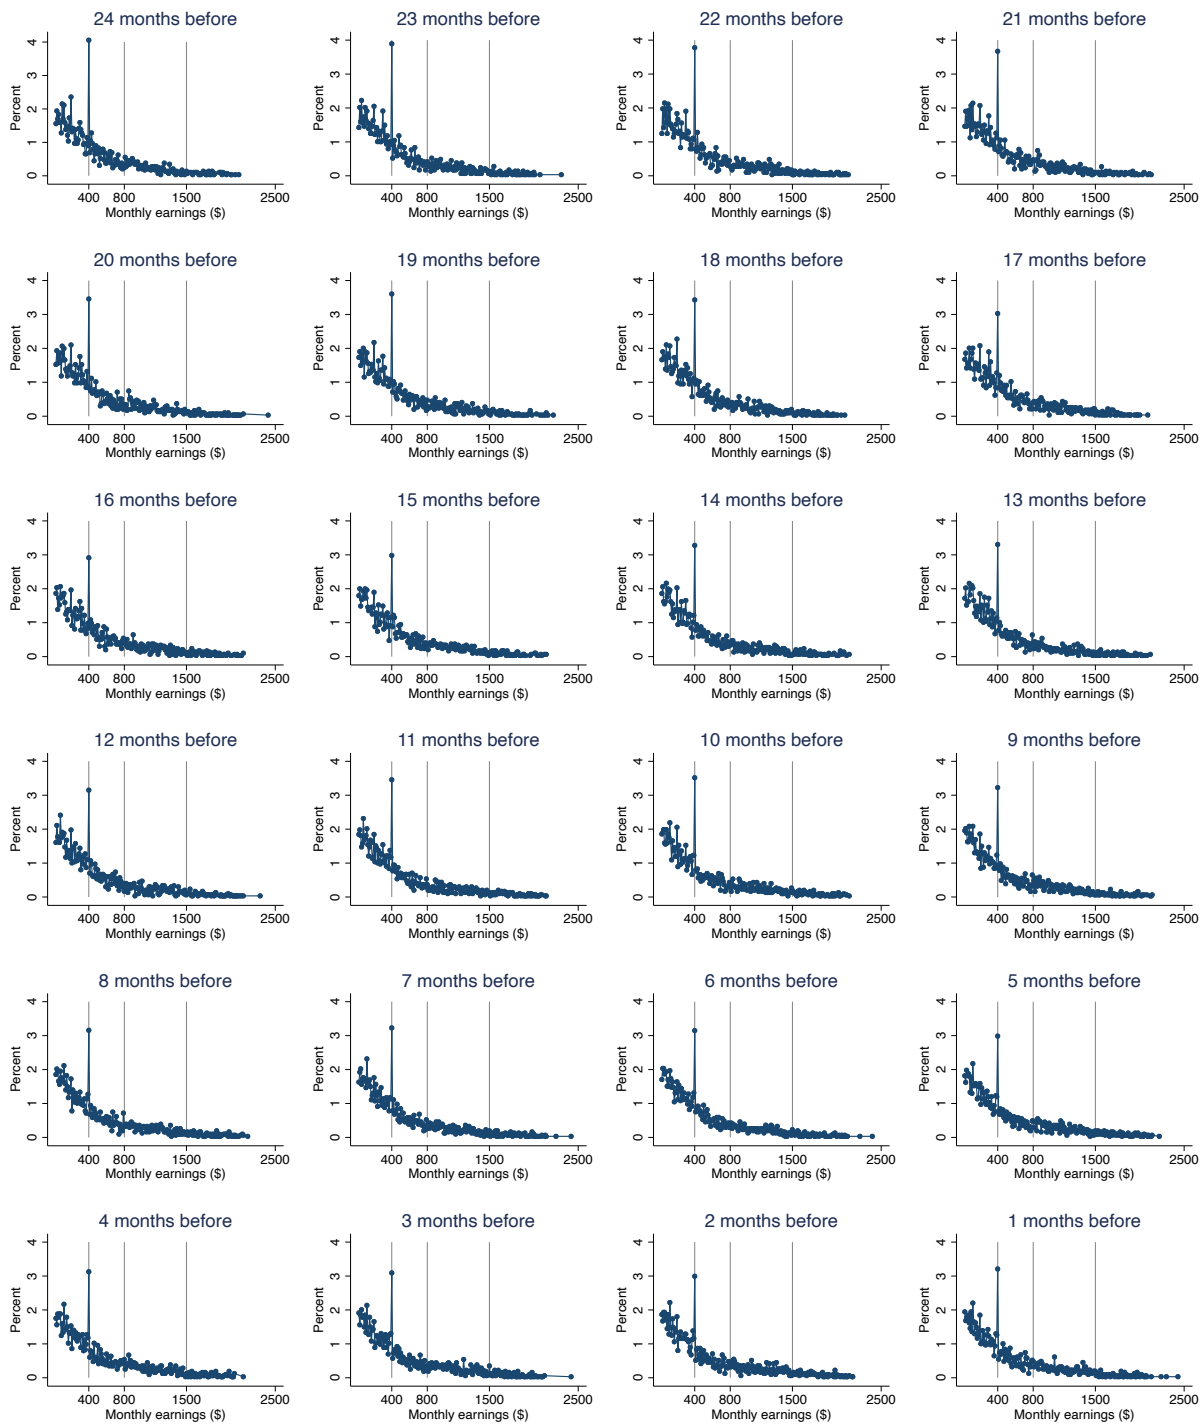 24 months before
Percent
0 1 2 3 4
400 800 1500 2500
Monthly earnings ($)
23 months before
Percent
0 1 2 3 4
400 800 1500 2500
Monthly earnings ($)
22 months before
Percent
0 1 2 3 4
400 800 1500 2500
Monthly earnings ($)
21 months before
Percent
0 1 2 3 4
400 800 1500 2500
Monthly earnings ($)
20 months before
Percent
0 1 2 3 4
400 800 1500 2500
Monthly earnings ($)
19 months before
Percent
0 1 2 3 4
400 800 1500 2500
Monthly earnings ($)
18 months before
Percent
0 1 2 3 4
400 800 1500 2500
Monthly earnings ($)
17 months before
Percent
0 1 2 3 4
400 800 1500 2500
Monthly earnings ($)
16 months before
Percent
0 1 2 3 4
400 800 1500 2500
Monthly earnings ($)
15 months before
Percent
0 1 2 3 4
400 800 1500 2500
Monthly earnings ($)
14 months before
Percent
0 1 2 3 4
400 800 1500 2500
Monthly earnings ($)
13 months before
Percent
0 1 2 3 4
400 800 1500 2500
Monthly earnings ($)
12 months before
Percent
0 1 2 3 4
400 800 1500 2500
Monthly earnings ($)
11 months before
Percent
0 1 2 3 4
400 800 1500 2500
Monthly earnings ($)
10 months before
Percent
0 1 2 3 4
400 800 1500 2500
Monthly earnings ($)
9 months before
Percent
0 1 2 3 4
400 800 1500 2500
Monthly earnings ($)
8 months before
Percent
0 1 2 3 4
400 800 1500 2500
Monthly earnings ($)
7 months before
Percent
0 1 2 3 4
400 800 1500 2500
Monthly earnings ($)
6 months before
Percent
0 1 2 3 4
400 800 1500 2500
Monthly earnings ($)
5 months before
Percent
0 1 2 3 4
400 800 1500 2500
Monthly earnings ($)
4 months before
Percent
0 1 2 3 4
400 800 1500 2500
Monthly earnings ($)
3 months before
Percent
0 1 2 3 4
400 800 1500 2500
Monthly earnings ($)
2 months before
Percent
0 1 2 3 4
400 800 1500 2500
Monthly earnings ($)
1 months before
Percent
0 1 2 3 4
400 800 1500 2500
Monthly earnings ($)